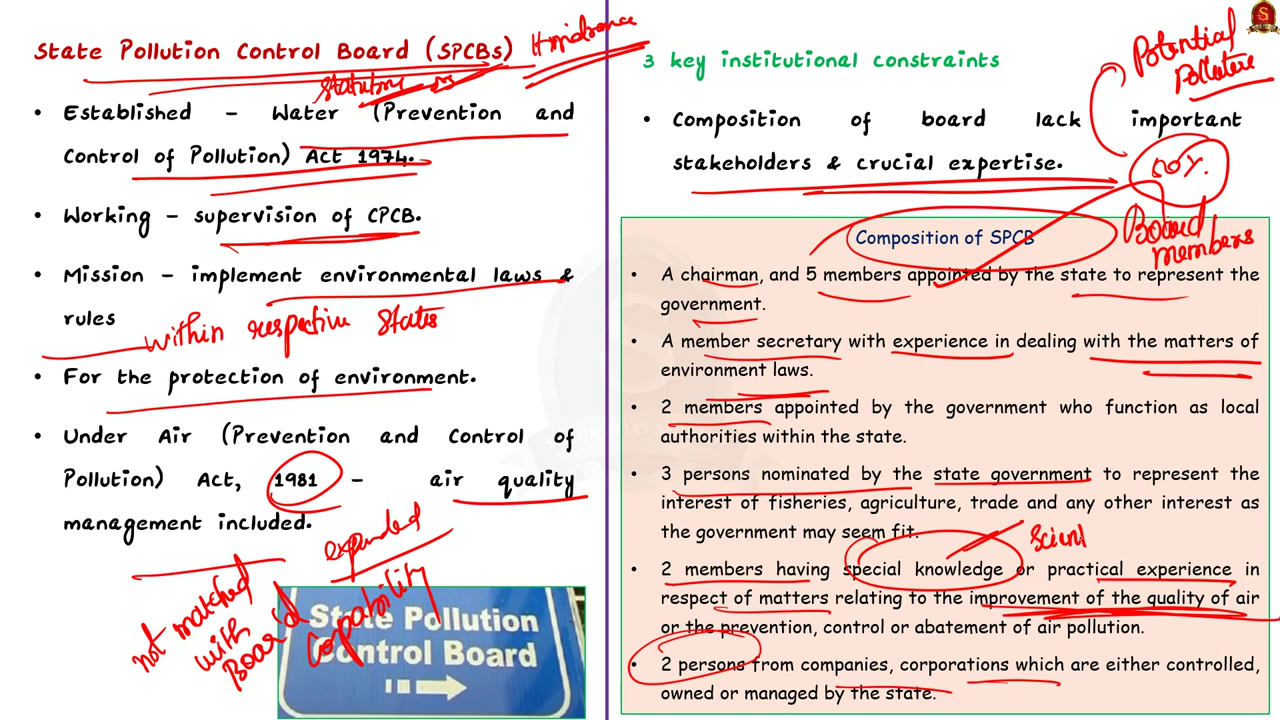 State Pollution Control Board (SPCBs)
Hindrance
statutory
• Established - Water (Prevention and
Control of Pollution) Act 1974.
• Working - supervision of CPCB.
• Mission - implement environmental laws &
rules
within respective States
• For the protection of environment.
• Under Air (Prevention and Control of
Pollution) Act, 1981 - air quality
management included.
expanded
not matched
with
Board
capability
State Pollution
Control Board
3 key institutional constraints
Potential
Polluters
• Composition of board lack important
stakeholders & crucial expertise.
50%
Board
members
Composition of SPCB
• A chairman, and 5 members appointed by the state to represent the
government.
• A member secretary with experience in dealing with the matters of
environment laws.
• 2 members appointed by the government who function as local
authorities within the state.
• 3 persons nominated by the state government to represent the
interest of fisheries, agriculture, trade and any other interest as
the government may seem fit.
Scient
• 2 members having special knowledge or practical experience in
respect of matters relating to the improvement of the quality of air
or the prevention, control or abatement of air pollution.
• 2 persons from companies, corporations which are either controlled,
owned or managed by the state.